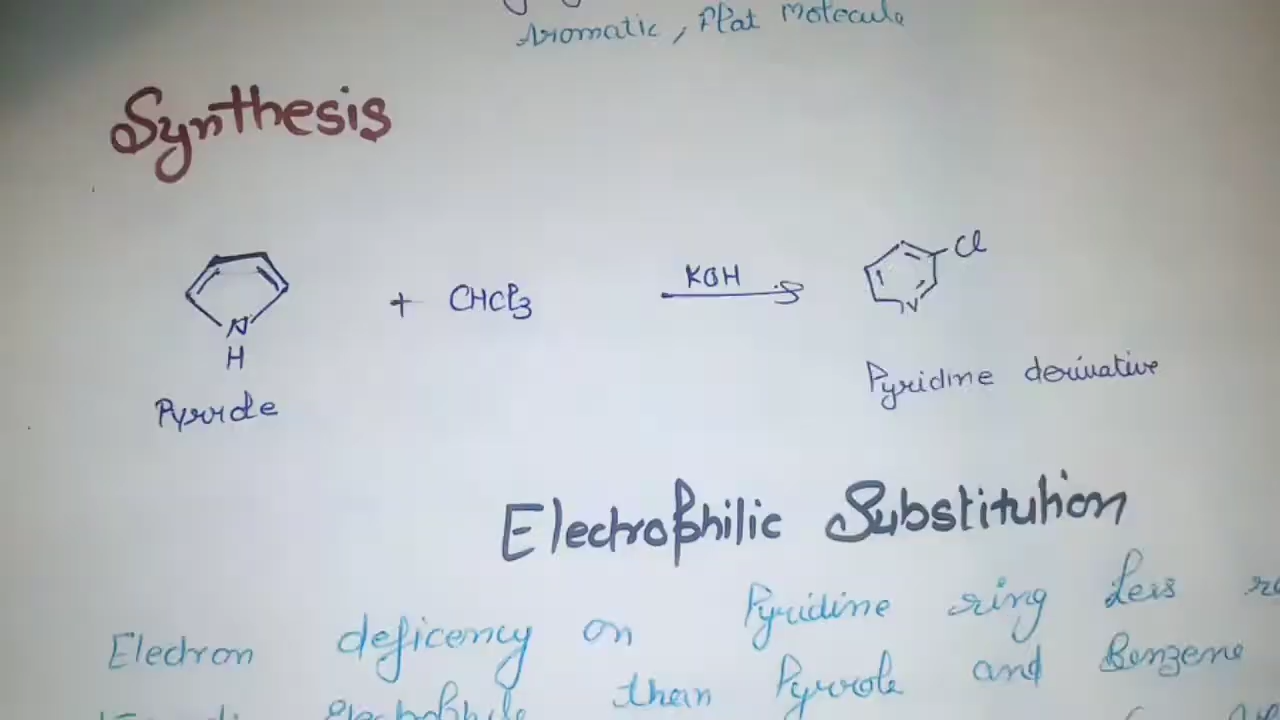 Aromatic, Flat Molecule
Synthesis
N
H
+ CHCl3
KOH
Cl
N
Pyrrole
Pyridine derivative
Electrophilic Substitution
Electron deficency on Pyridine ring Less
than Pyrrole and Benzene